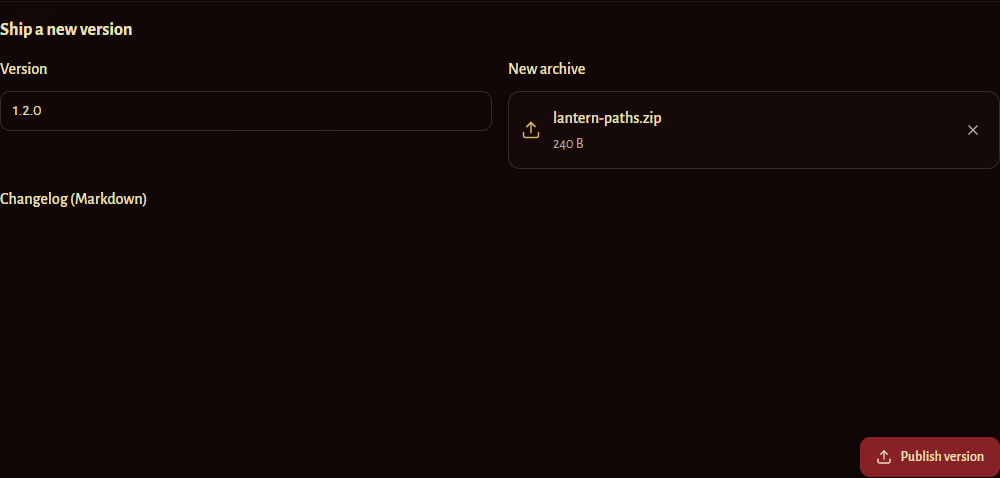 Ship a new version
Version
New archive
1.2.0
lantern-paths.zip
240 B
Changelog (Markdown)
Publish version